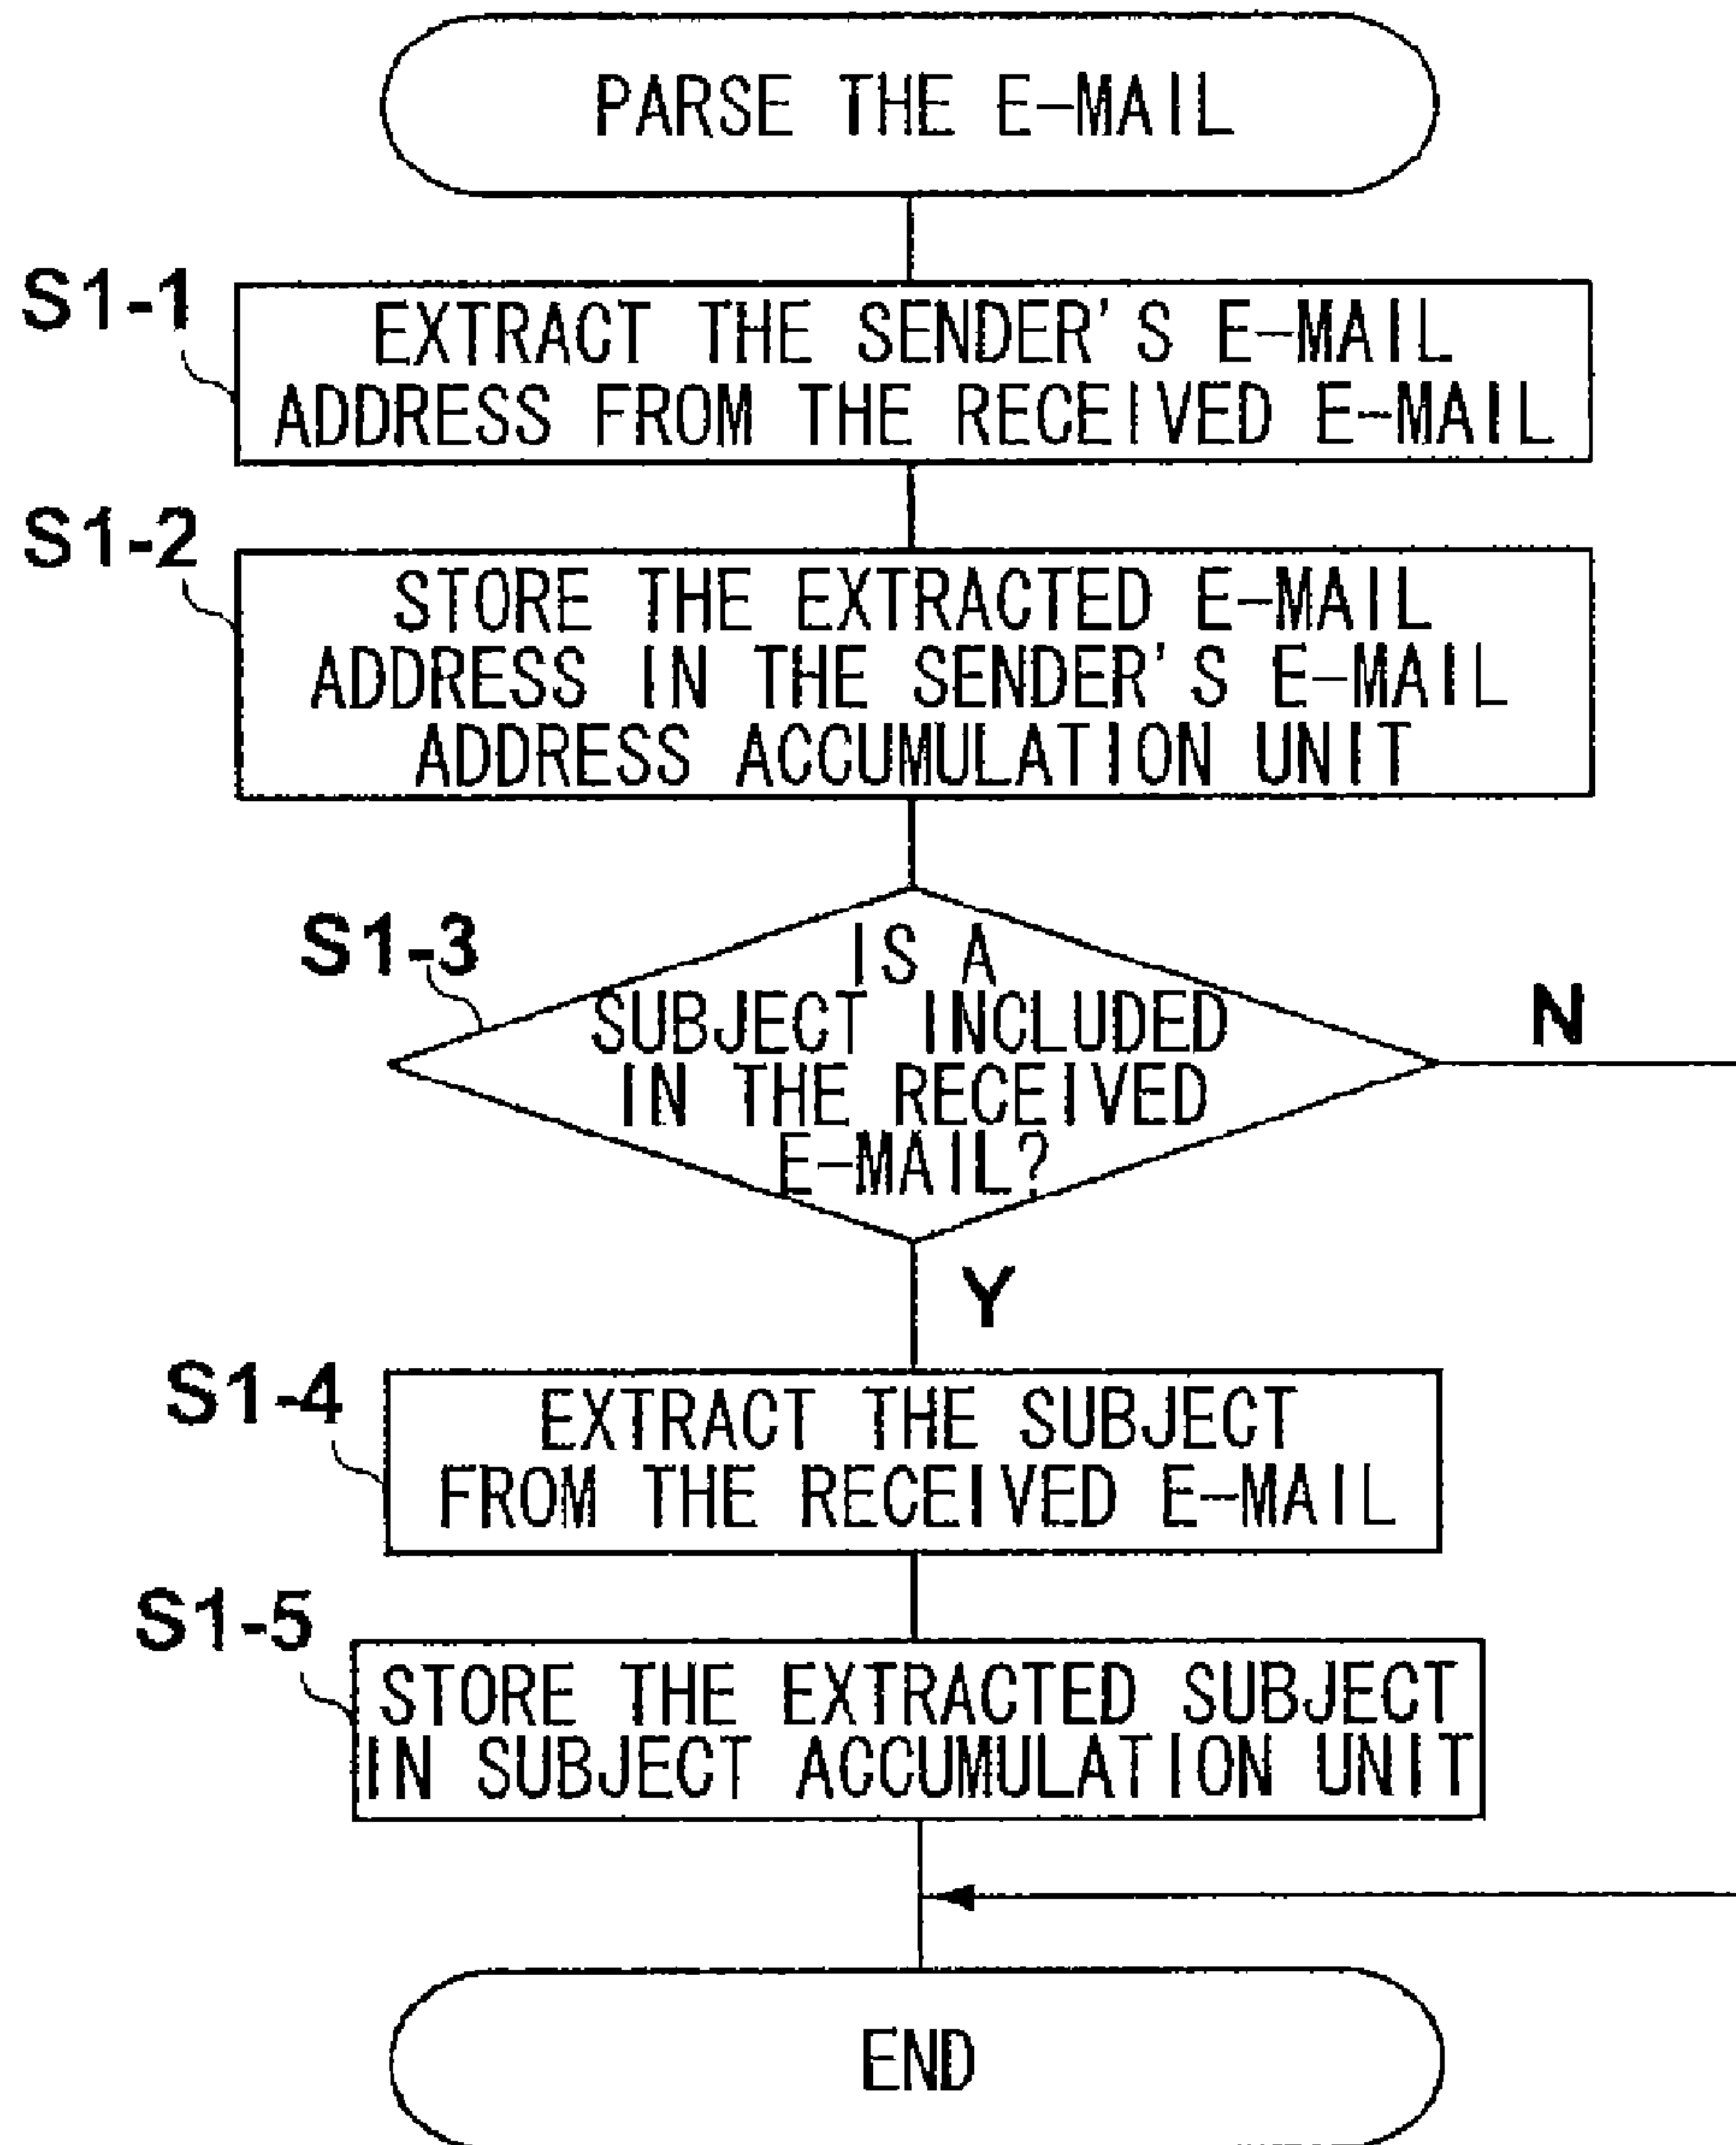 PARSE THE E-MAIL
S1-1
EXTRACT THE SENDER'S E-MAIL
ADDRESS FROM THE RECEIVED E-MAIL
S1-2
STORE THE EXTRACTED E-MAIL
ADDRESS IN THE SENDER'S E-MAIL
ADDRESS ACCUMULATION UNIT
S1-3
IS A
SUBJECT INCLUDED
IN THE RECEIVED
E-MAIL?
N
Y
S1-4
EXTRACT THE SUBJECT
FROM THE RECEIVED E-MAIL
S1-5
STORE THE EXTRACTED SUBJECT
IN SUBJECT ACCUMULATION UNIT
END